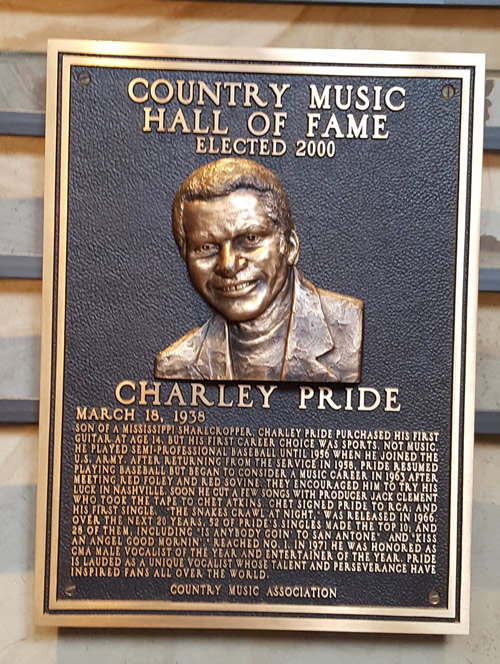 COUNTRY MUSIC
HALL OF FAME
ELECTED 2000
CHARLEY PRIDE
MARCH 18, 1938
SON OF A MISSISSIPPI SHARECROPPER, CHARLEY PRIDE PURCHASED HIS FIRST
GUITAR AT AGE 14, BUT HIS FIRST CAREER CHOICE WAS SPORTS, NOT MUSIC.
HE PLAYED SEMI-PROFESSIONAL BASEBALL UNTIL 1956 WHEN HE JOINED THE
U.S. ARMY. AFTER RETURNING FROM THE SERVICE IN 1958, PRIDE RESUMED
PLAYING BASEBALL BUT BEGAN TO CONSIDER A MUSIC CAREER IN 1963 AFTER
MEETING RED FOLEY AND RED SOVINE. THEY ENCOURAGED HIM TO TRY HIS
LUCK IN NASHVILLE. SOON HE CUT A FEW SONGS WITH PRODUCER JACK CLEMENT
WHO TOOK THE TAPE TO CHET ATKINS. CHET SIGNED PRIDE TO RCA; AND
HIS FIRST SINGLE, "THE SNAKES CRAWL AT NIGHT," WAS RELEASED IN 1966.
OVER THE NEXT 20 YEARS, 52 OF PRIDE'S SINGLES MADE THE TO TEN AND
28 OF THEM, INCLUDING "IS ANYBODY GOIN' TO SAN ANTONE" AND "KISS
AN ANGEL GOOD MORNING" REACHED NO. 1. IN 1971 HE WAS HONORED AS
CMA MALE VOCALIST OF THE YEAR AND ENTERTAINER OF THE YEAR. PRIDE
IS LAUDED AS A UNIQUE VOCALIST WHOSE TALENT AND PERSEVERANCE HAVE
INSPIRED FANS ALL OVER THE WORLD.
COUNTRY MUSIC ASSOCIATION